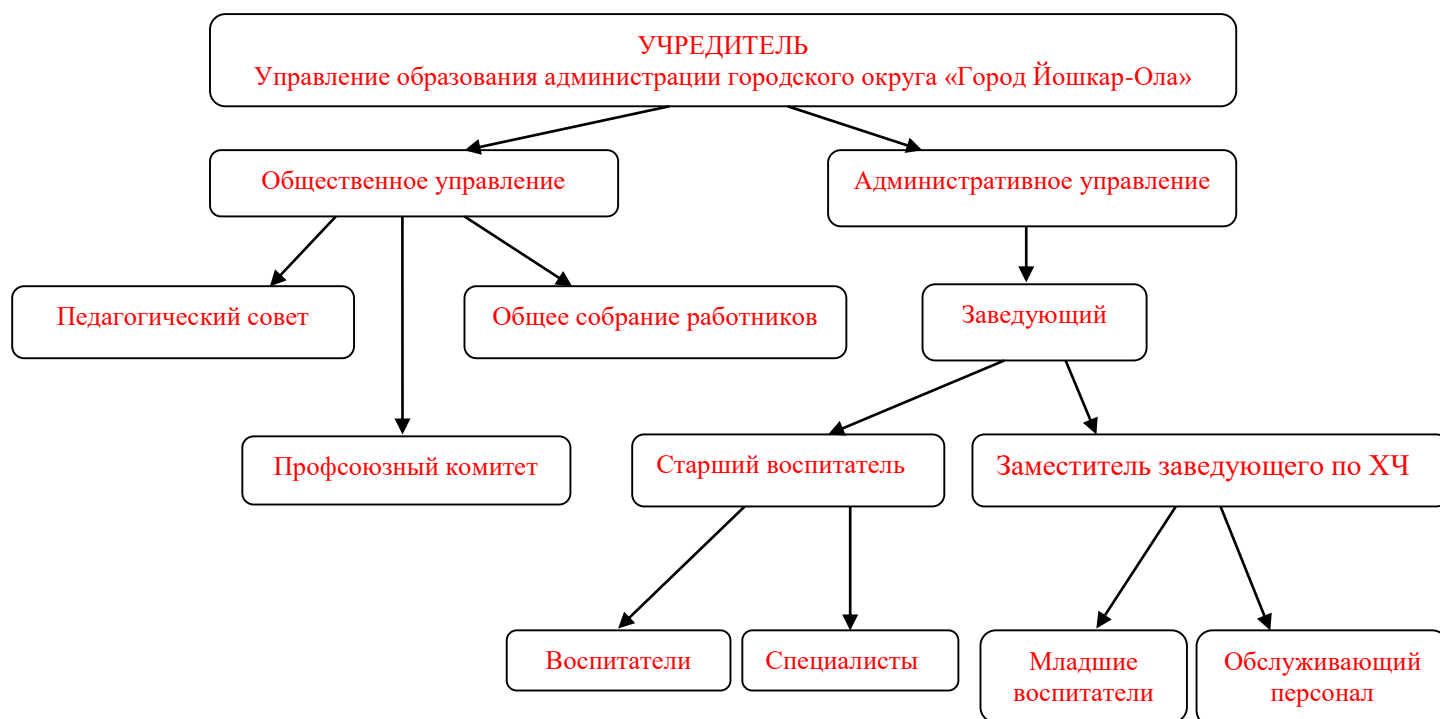 УЧРЕДИТЕЛЬ
Управление образования администрации городского округа «Город Йошкар-Ола»
Общественное управление
Административное управление
Педагогический совет
Общее собрание работников
Заведующий
Профсоюзный комитет
Старший воспитатель
Заместитель заведующего по ХЧ
Воспитатели
Специалисты
Младшие
воспитатели
Обслуживающий
персонал